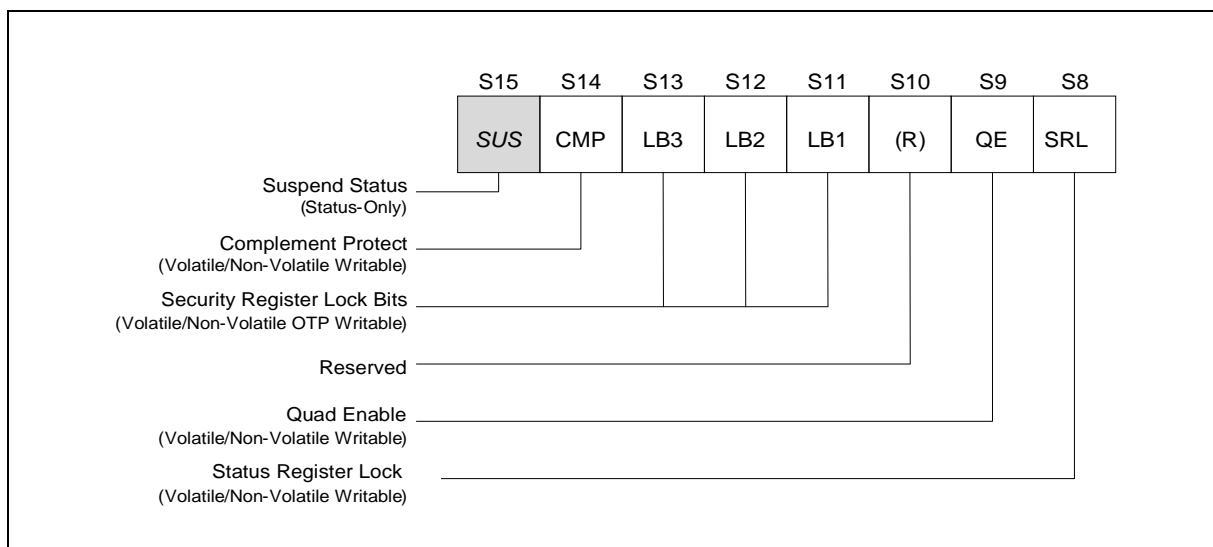 S15 S14 S13 S12 S11 S10 S9 S8
SUS CMP LB3 LB2 LB1 (R) QE SRL
Suspend Status
(Status-Only)
Complement Protect
(Volatile/Non-Volatile Writable)
Security Register Lock Bits
(Volatile/Non-Volatile OTP Writable)
Reserved
Quad Enable
(Volatile/Non-Volatile Writable)
Status Register Lock
(Volatile/Non-Volatile Writable)